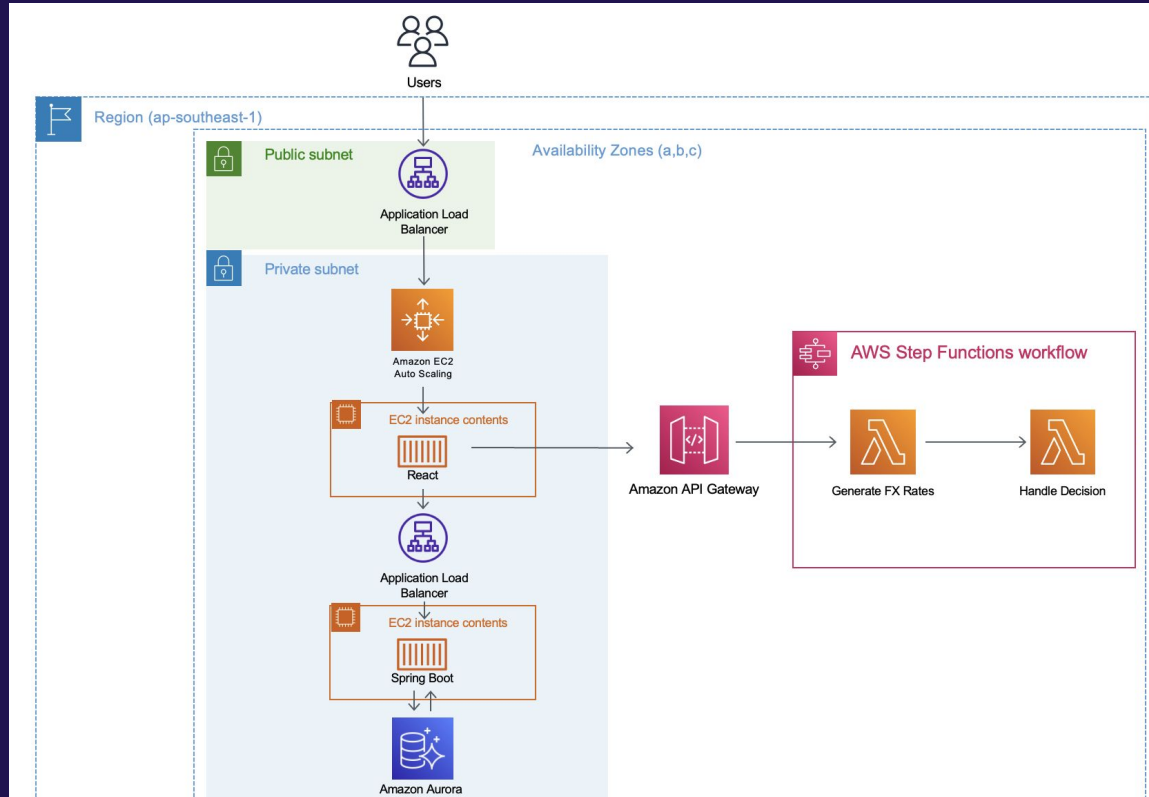 Users
Region (ap-southeast-1)
Public subnet
Availability Zones (a,b,c)
Application Load
Balancer
Private subnet
Amazon EC2
Auto Scaling
EC2 instance contents
React
Amazon API Gateway
AWS Step Functions workflow
</>
Generate FX Rates
Handle Decision
Application Load
Balancer
EC2 instance contents
Spring Boot
Amazon Aurora